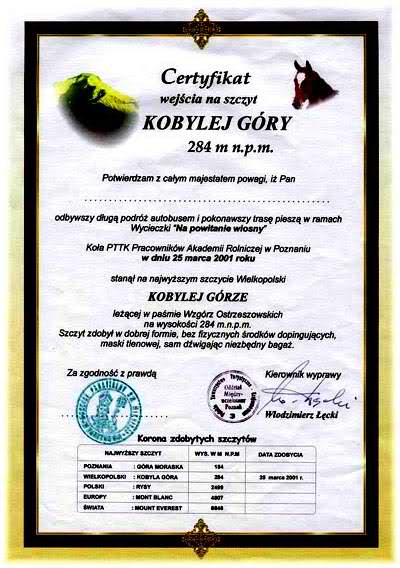 Certyfikat
wejścia na szczyt
KOBYLEJ GÓRY
284 m n.p.m.
Potwierdzam z całym majestatem powagi, iż Pan
odbywszy długą podróż autobusem i pokonawszy trasę pieszą w ramach
Wycieczki "Na powitanie wiosny"
Koła PTTK Pracowników Akademii Rolniczej w Poznaniu
w dniu 25 marca 2001 roku
stanął na najwyższym szczycie Wielkopolski
KOBYLEJ GÓRZE
leżącej w paśmie Wzgórz Ostrzeszowskich
na wysokości 284 m.n.p.m.
Szczyt zdobył w dobrej formie, bez fizycznych środków dopingujących,
maski tlenowej, sam dźwigając niezbędny bagaż.
Za zgodność z prawdą
Kierownik wyprawy
Oddział
Międzyuczelniany
Poznań
Włodzimierz Łęcki
Korona zdobytych szczytów
NAJWYŻSZY SZCZYT WYS. W M N.P.M DATA ZDOBYCIA
POZNANIA : GÓRA MORASKA 154
WIELKOPOLSKI : KOBYLA GÓRA 284 25 marca 2001 r.
POLSKI : RYSY 2499
EUROPY : MONT BLANC 4807
ŚWIATA : MOUNT EVEREST 8848